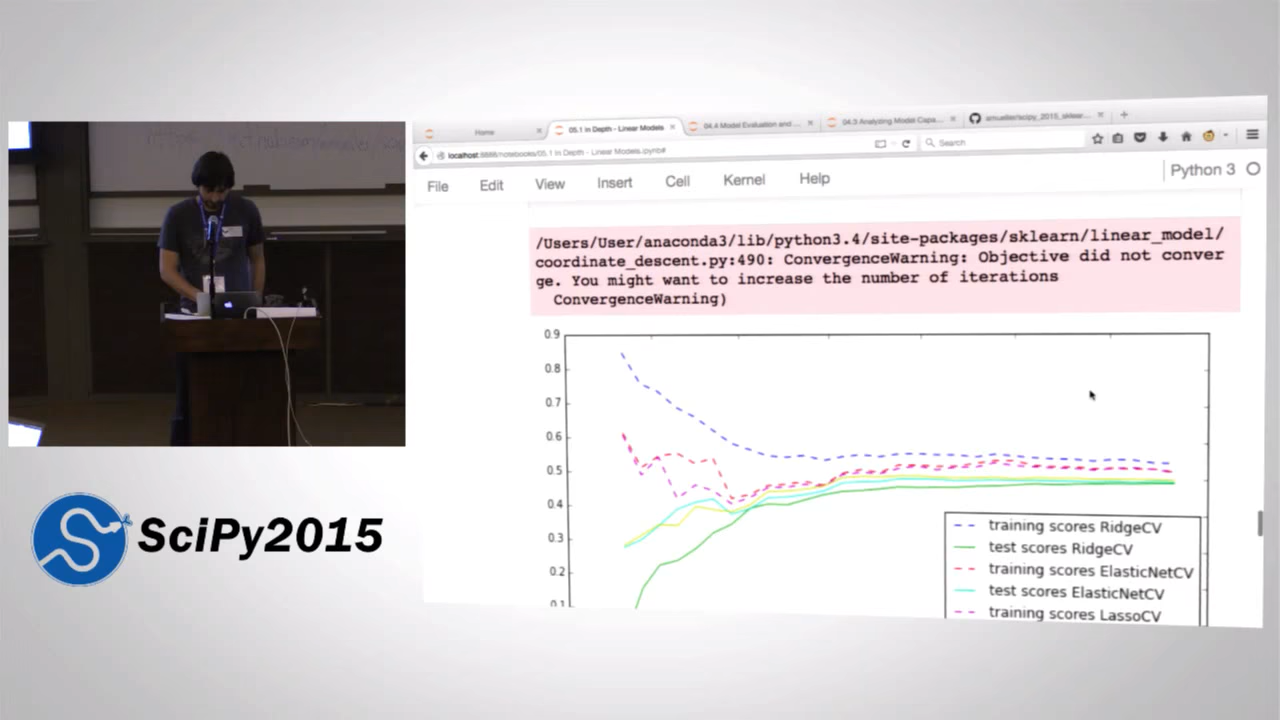 Home
05.1 In Depth - Linear Models
04.4 Model Evaluation and ...
04.3 Analyzing Model Capa...
amueller/scipy_2015_sklear...
localhost:8888/notebooks/05.1 In Depth - Linear Models.ipynb#
Search
File Edit View Insert Cell Kernel Help
Python 3
/Users/User/anaconda3/lib/python3.4/site-packages/sklearn/linear_model/
coordinate_descent.py:490: ConvergenceWarning: Objective did not conver
ge. You might want to increase the number of iterations
ConvergenceWarning)
0.9
0.8
0.7
0.6
0.5
0.4
0.3
0.2
0.1
training scores RidgeCV
test scores RidgeCV
training scores ElasticNetCV
test scores ElasticNetCV
training scores LassoCV
SciPy2015